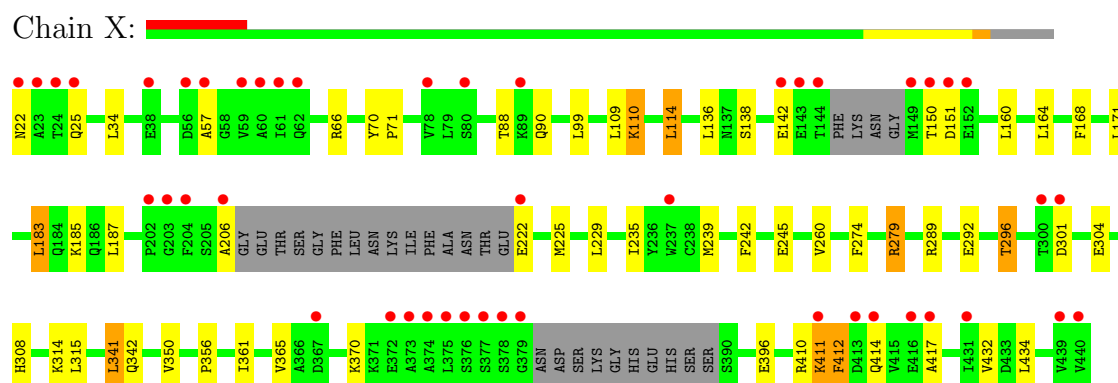 Chain X:
N22 A23 T24 Q25 L34 E38 D56 A57 G58 V59 A60 I61 Q62 R66 Y70 P71 V78 L79 S80 T88 K89 Q90 L99 L109 K110 L114 L136 N137 S138 E142 E143 T144 PHE LYS ASN GLY M149 T150 D151 E152 L160 L164 F168
L183 Q184 K185 Q186 L187 P202 G203 F204 S205 A206 GLY GLU THR SER GLY PHE LEU ASN LYS ILE PHE ALA ASN THR GLU E222 M225 L229 I235 Y236 W237 C238 M239 F242 E245 V260 F274 R279 R289 E292 T296 T300 D301 E304
H308 K314 L315 L341 Q342 V350 P356 I361 V365 A366 D367 K370 K371 E372 A373 A374 L375 S376 S377 S378 G379 ASN ASP SER LYS GLY HIS GLU HIS SER SER S390 E396 R410 K411 F412 D413 Q414 V415 E416 A417 I431 V432 D433 L434 V439 V440